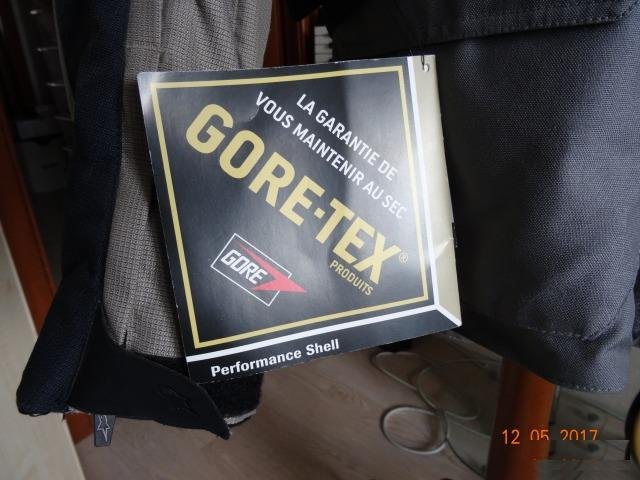 LA GARANTIE DE
VOUS MAINTENIR AU SEC
GORE-TEX®
PRODUITS
GORE
Performance Shell
12 05 2017